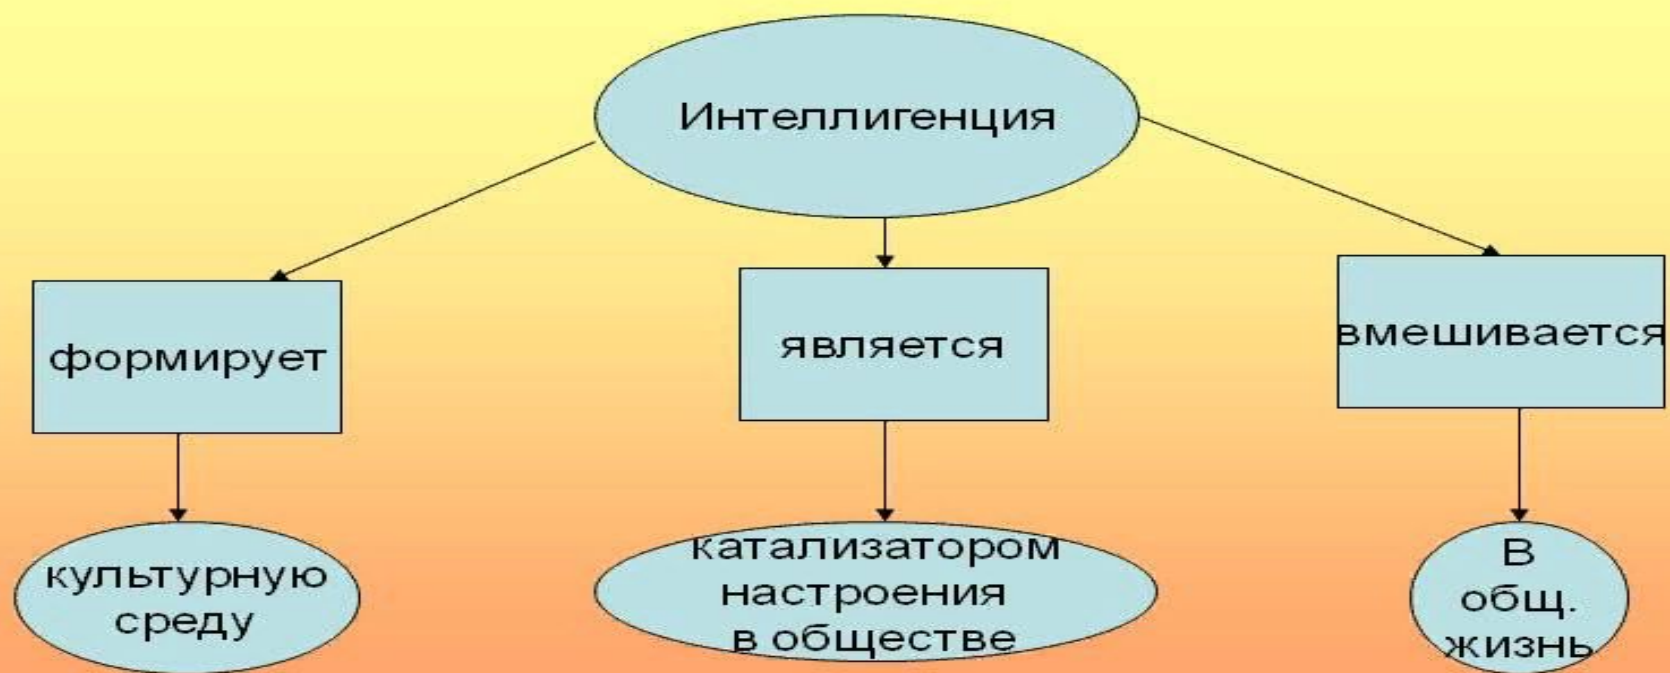 Интеллигенция
формирует
является
вмешивается
культурную
среду
катализатором
настроения
в обществе
В
общ.
жизнь